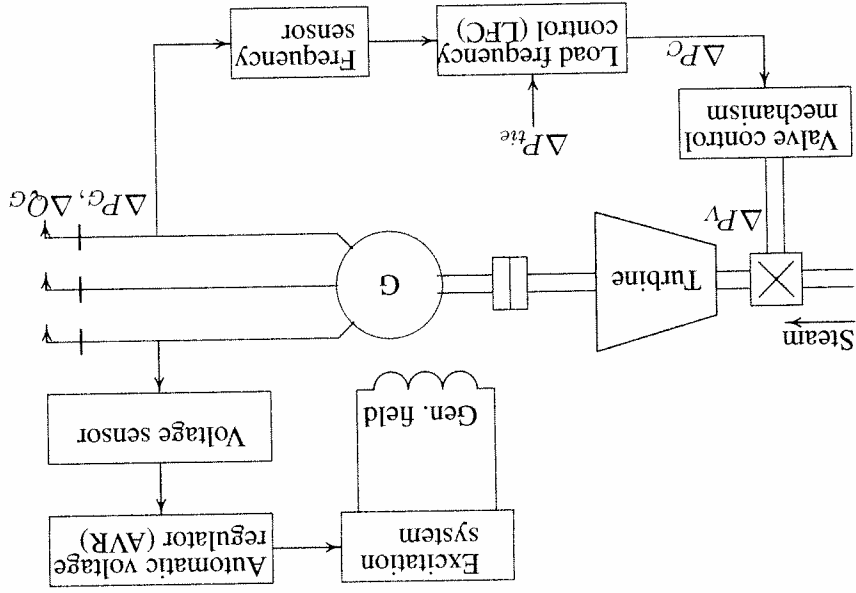 Excitation
system
Automatic voltage
regulator (AVR)
Gen. field
Voltage sensor
Steam
Turbine
G
ΔP_V
ΔP_G, ΔQ_G
Valve control
mechanism
ΔP_tie
ΔP_C
Load frequency
control (LFC)
Frequency
sensor